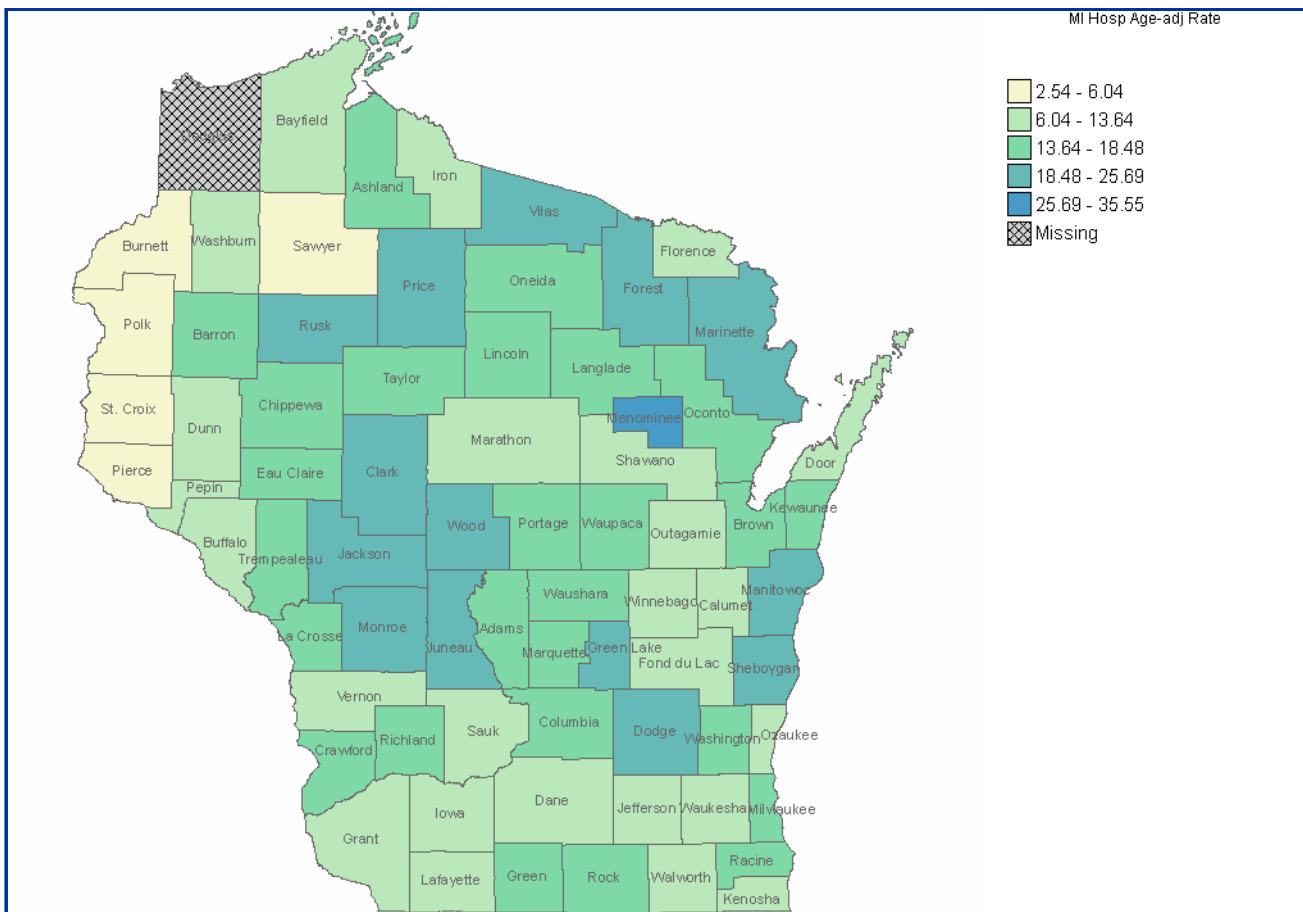 MI Hosp Age-adj Rate
2.54 - 6.04
6.04 - 13.64
13.64 - 18.48
18.48 - 25.69
25.69 - 35.55
Missing
Douglas
Bayfield
Ashland
Iron
Vilas
Florence
Burnett
Washburn
Sawyer
Price
Oneida
Forest
Marinette
Polk
Barron
Rusk
Lincoln
Langlade
Taylor
St. Croix
Dunn
Chippewa
Menominee
Oconto
Marathon
Shawano
Door
Pierce
Eau Claire
Clark
Pepin
Buffalo
Trempealeau
Jackson
Wood
Portage
Waupaca
Outagamie
Brown
Kewaunee
La Crosse
Monroe
Juneau
Adams
Waushara
Winnebago
Calumet
Manitowoc
Marquette
Green Lake
Fond du Lac
Sheboygan
Vernon
Crawford
Richland
Sauk
Columbia
Dodge
Washington
Ozaukee
Grant
Iowa
Dane
Jefferson
Waukesha
Milwaukee
Lafayette
Green
Rock
Walworth
Racine
Kenosha